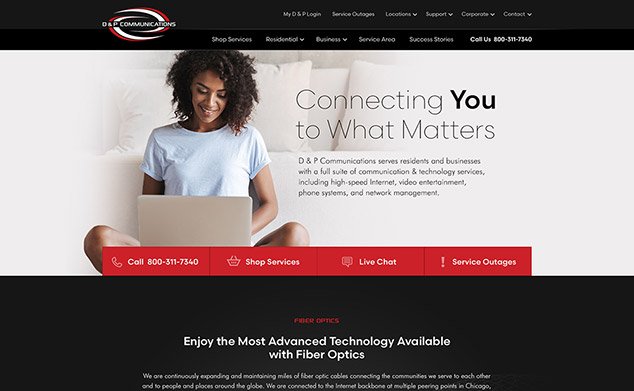 D & P COMMUNICATIONS
My D & P Login Service Outages Locations Support Corporate Contact
Shop Services Residential Business Service Area Success Stories Call Us 800-311-7340
Connecting You
to What Matters
D & P Communications serves residents and businesses
with a full suite of communication & technology services,
including high-speed Internet, video entertainment,
phone systems, and network management.
Call 800-311-7340 Shop Services Live Chat Service Outages
FIBER OPTICS
Enjoy the Most Advanced Technology Available
with Fiber Optics
We are continuously expanding and maintaining miles of fiber optic cables connecting the communities we serve to each other
and to people and places around the globe. We are connected to the Internet backbone at multiple peering points in Chicago,